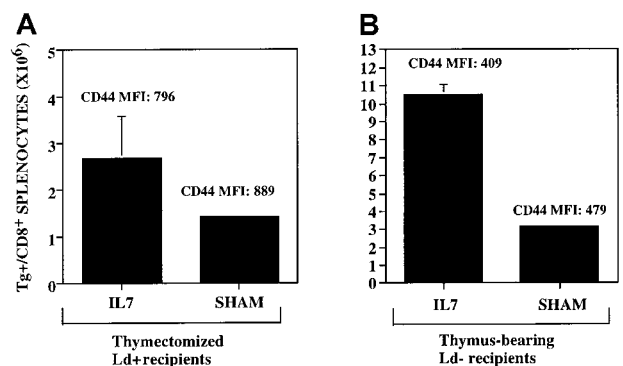 A
Tg+/CD8+ SPLENOCYTES (X10⁶)
5
4
3
2
1
0
CD44 MFI: 796
CD44 MFI: 889
IL7 SHAM
Thymectomized
Ld+recipients
B
13
12
11
10
9
8
7
6
5
4
3
2
1
0
CD44 MFI: 409
CD44 MFI: 479
IL7 SHAM
Thymus-bearing
Ld- recipients